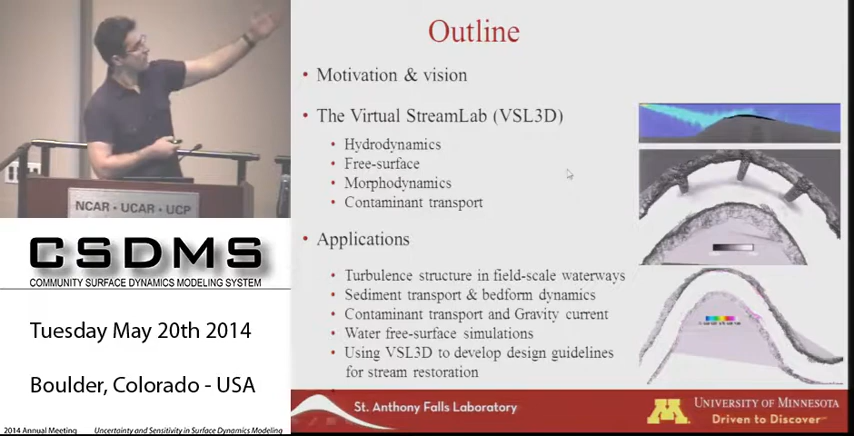 Outline
• Motivation & vision
• The Virtual StreamLab (VSL3D)
• Hydrodynamics
• Free-surface
• Morphodynamics
• Contaminant transport
• Applications
• Turbulence structure in field-scale waterways
• Sediment transport & bedform dynamics
• Contaminant transport and Gravity current
• Water free-surface simulations
• Using VSL3D to develop design guidelines
for stream restoration
NCAR · UCAR · UCP
CSDMS
COMMUNITY SURFACE DYNAMICS MODELING SYSTEM
Tuesday May 20th 2014
Boulder, Colorado - USA
2014 Annual Meeting
Uncertainty and Sensitivity in Surface Dynamics Modeling
St. Anthony Falls Laboratory
M
UNIVERSITY OF MINNESOTA
Driven to Discover℠